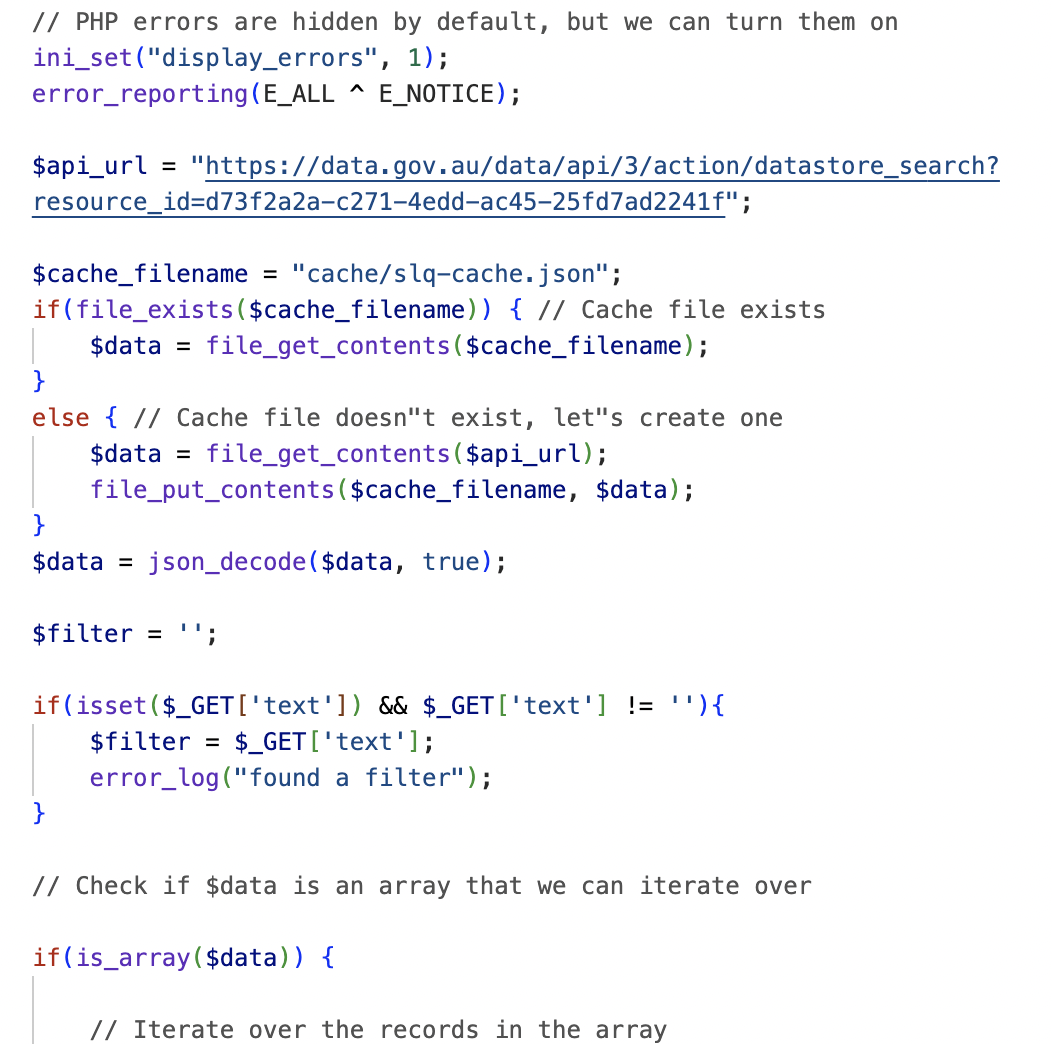 // PHP errors are hidden by default, but we can turn them on
ini_set("display_errors", 1);
error_reporting(E_ALL ^ E_NOTICE);
$api_url = "https://data.gov.au/data/api/3/action/datastore_search?
resource_id=d73f2a2a-c271-4edd-ac45-25fd7ad2241f";
$cache_filename = "cache/slq-cache.json";
if(file_exists($cache_filename)) { // Cache file exists
    $data = file_get_contents($cache_filename);
}
else { // Cache file doesn"t exist, let"s create one
    $data = file_get_contents($api_url);
    file_put_contents($cache_filename, $data);
}
$data = json_decode($data, true);
$filter = '';
if(isset($_GET['text']) && $_GET['text'] != ''){
    $filter = $_GET['text'];
    error_log("found a filter");
}
// Check if $data is an array that we can iterate over
if(is_array($data)) {
    // Iterate over the records in the array